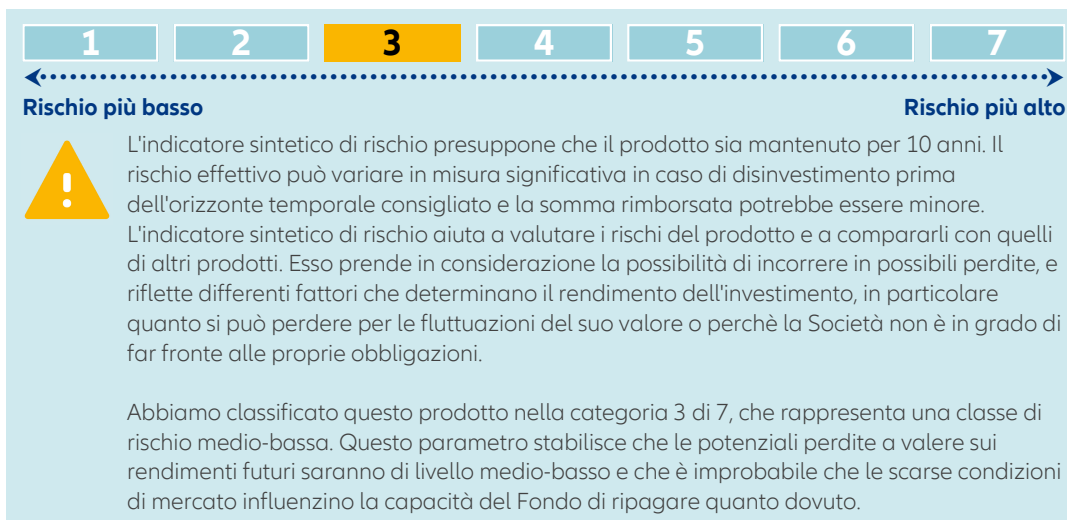 1 2 3 4 5 6 7
Rischio più basso Rischio più alto
L'indicatore sintetico di rischio presuppone che il prodotto sia mantenuto per 10 anni. Il
rischio effettivo può variare in misura significativa in caso di disinvestimento prima
dell'orizzonte temporale consigliato e la somma rimborsata potrebbe essere minore.
L'indicatore sintetico di rischio aiuta a valutare i rischi del prodotto e a compararli con quelli
di altri prodotti. Esso prende in considerazione la possibilità di incorrere in possibili perdite, e
riflette differenti fattori che determinano il rendimento dell'investimento, in particolare
quanto si può perdere per le fluttuazioni del suo valore o perchè la Società non è in grado di
far fronte alle proprie obbligazioni.
Abbiamo classificato questo prodotto nella categoria 3 di 7, che rappresenta una classe di
rischio medio-bassa. Questo parametro stabilisce che le potenziali perdite a valere sui
rendimenti futuri saranno di livello medio-basso e che è improbabile che le scarse condizioni
di mercato influenzino la capacità del Fondo di ripagare quanto dovuto.